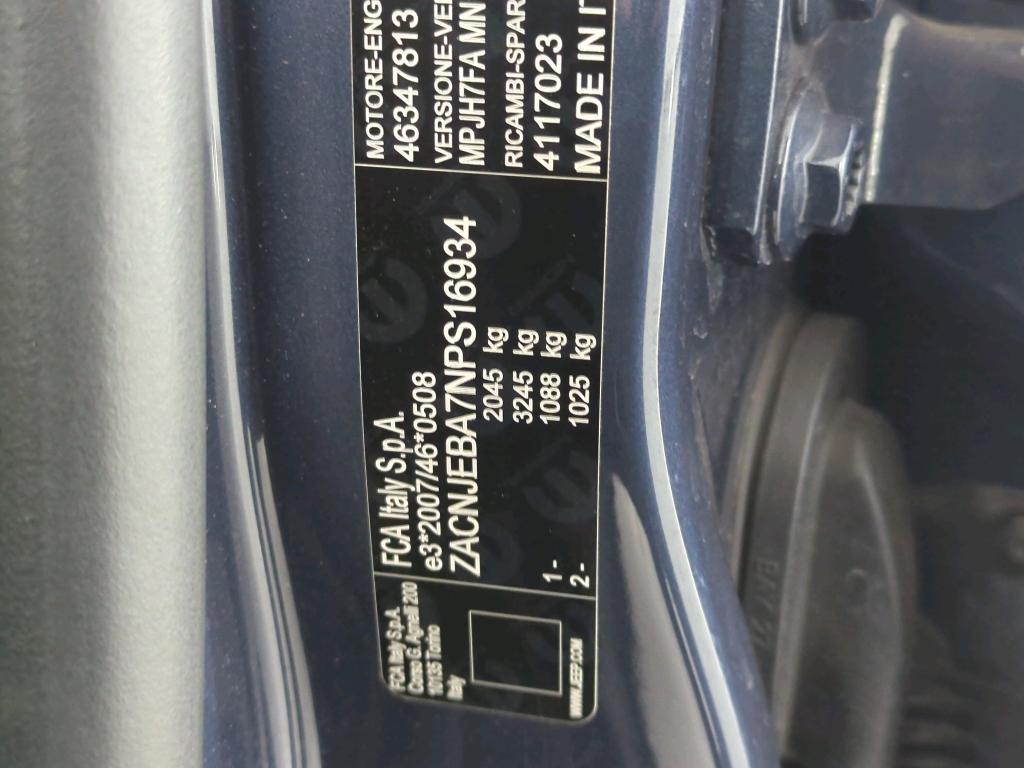 FCA Italy S.p.A.
Corso G. Agnelli 200
10135 Torino
Italy
WWW.JEEP.COM
FCA Italy S.p.A.
e3*2007/46*0508
ZACNJEBA7NPS16934
2045 kg
3245 kg
1- 1088 kg
2- 1025 kg
MOTORE-ENG
46347813
VERSIONE-VE
MPJH7FA MN
RICAMBI-SPAR
41117023
MADE IN IT